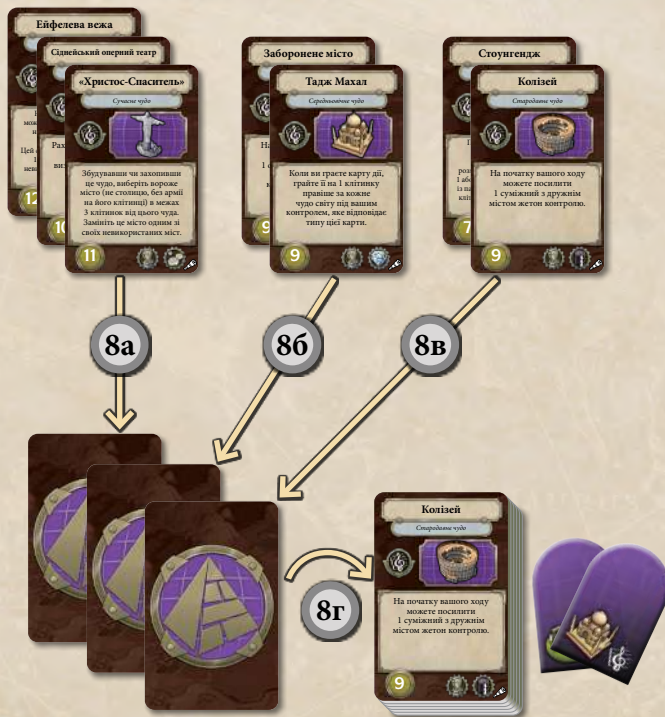 Ейфелева вежа
Сіднейський оперний театр
«Христос-Спаситель»
Сучасне чудо
Збудувавши чи захопивши
це чудо, виберіть вороже
місто (не столицю, без армії
на його клітинки) в межах
3 клітинок від цього чуда.
Замініть це місто одним зі
своїх невикористаних міст.
12
10
11
Заборонене місто
Тадж Махал
Середньовічне чудо
Коли ви граєте карту дії,
грайте її на 1 клітинку
правіше за кожне
чудо світу під вашим
контролем, яке відповідає
типу цієї карти.
9
9
Стоунгендж
Колізей
Стародавнє чудо
На початку вашого ходу
можете посилити
1 суміжний з дружнім
містом жетон контролю.
7
9
8а
8б
8в
8г
Колізей
Стародавнє чудо
На початку вашого ходу
можете посилити
1 суміжний з дружнім
містом жетон контролю.
9